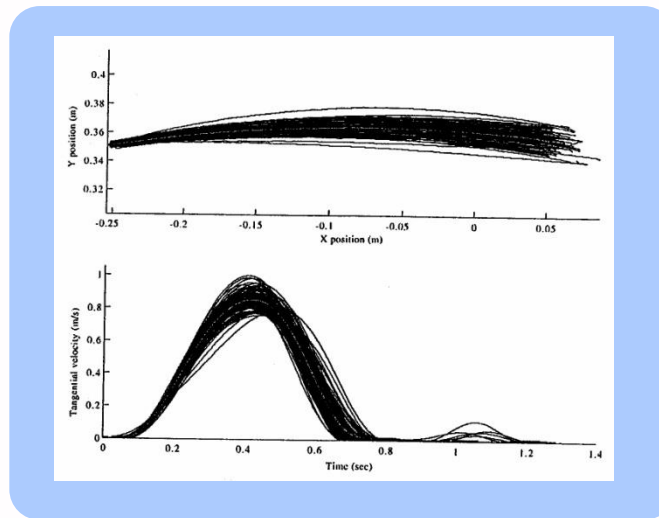 0.4
0.38
0.36
0.34
0.32
Y position (m)
-0.25 -0.2 -0.15 -0.1 -0.05 0 0.05
X position (m)
1
0.8
0.6
0.4
0.2
0
Tangential velocity (m/s)
0 0.2 0.4 0.6 0.8 1 1.2 1.4
Time (sec)